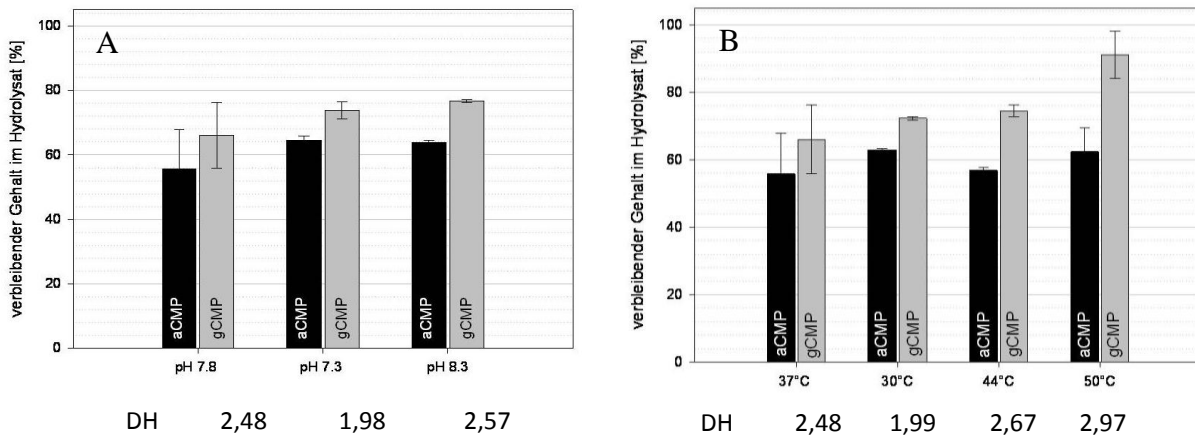 A
verbleibender Gehalt im Hydrolysat [%]
100
80
60
40
20
0
aCMP gCMP aCMP gCMP aCMP gCMP
pH 7.8 pH 7.3 pH 8.3
DH 2,48 1,98 2,57
B
verbleibender Gehalt im Hydrolysat [%]
100
80
60
40
20
0
aCMP gCMP aCMP gCMP aCMP gCMP aCMP gCMP
37°C 30°C 44°C 50°C
DH 2,48 1,99 2,67 2,97